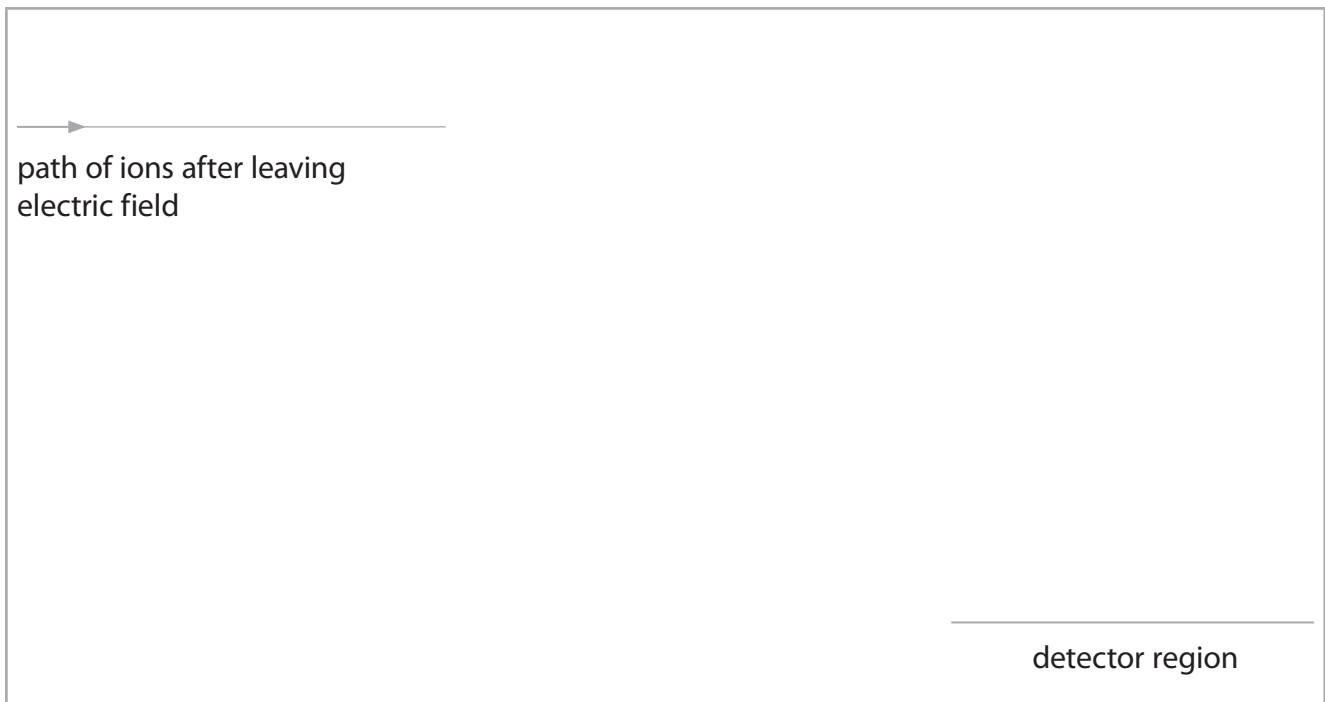 path of ions after leaving
electric field
detector region